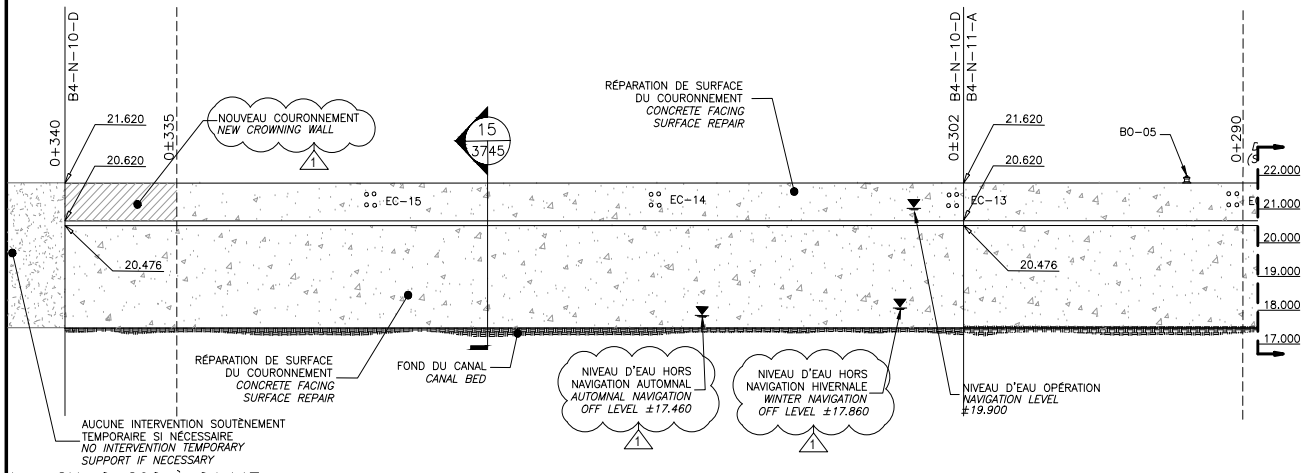 B4-N-10-D
0+340
0±335
21.620
20.620
NOUVEAU COURONNEMENT
NEW CROWNING WALL
1
15
3745
RÉPARATION DE SURFACE
DU COURONNEMENT
CONCRETE FACING
SURFACE REPAIR
B4-N-10-D
B4-N-11-A
0±302
21.620
20.620
BO-05
0+290
22.000
21.000
20.000
19.000
18.000
17.000
EC-15
EC-14
EC-13
20.476
20.476
RÉPARATION DE SURFACE
DU COURONNEMENT
CONCRETE FACING
SURFACE REPAIR
FOND DU CANAL
CANAL BED
NIVEAU D'EAU HORS
NAVIGATION AUTOMNAL
AUTOMNAL NAVIGATION
OFF LEVEL ±17.460
1
NIVEAU D'EAU HORS
NAVIGATION HIVERNALE
WINTER NAVIGATION
OFF LEVEL ±17.860
1
NIVEAU D'EAU OPÉRATION
NAVIGATION LEVEL
±19.900
AUCUNE INTERVENTION SOUTÈNEMENT
TEMPORAIRE SI NÉCESSAIRE
NO INTERVENTION TEMPORARY
SUPPORT IF NECESSARY